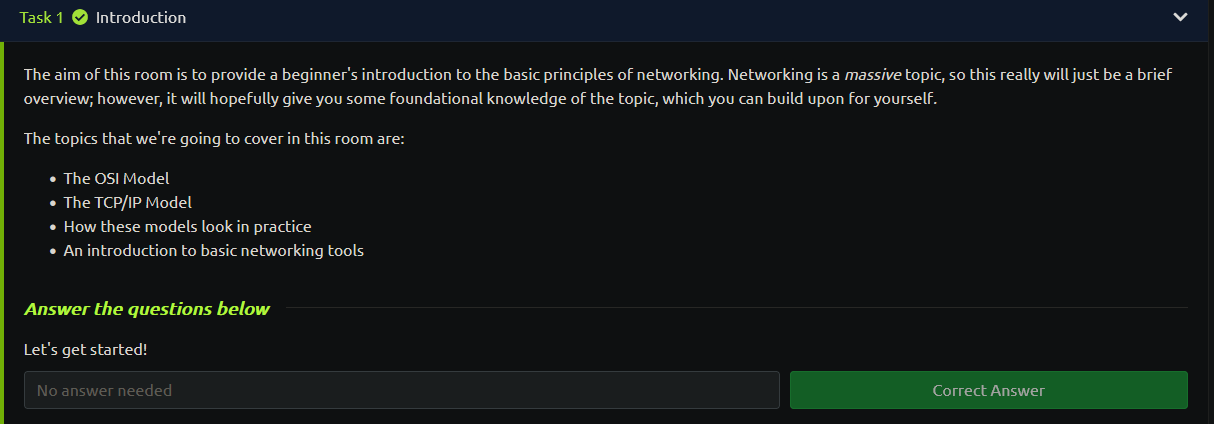 Task 1 Introduction
The aim of this room is to provide a beginner's introduction to the basic principles of networking. Networking is a massive topic, so this really will just be a brief
overview; however, it will hopefully give you some foundational knowledge of the topic, which you can build upon for yourself.
The topics that we're going to cover in this room are:
• The OSI Model
• The TCP/IP Model
• How these models look in practice
• An introduction to basic networking tools
Answer the questions below
Let's get started!
No answer needed
Correct Answer